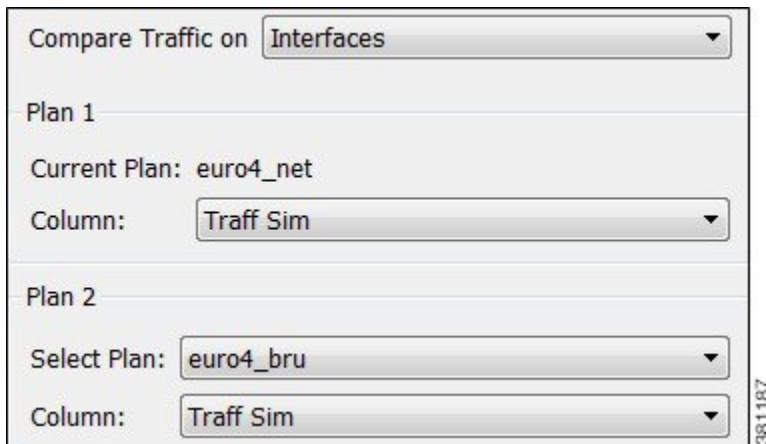 Compare Traffic on Interfaces
Plan 1
Current Plan: euro4_net
Column: Traff Sim
Plan 2
Select Plan: euro4_bru
Column: Traff Sim
381187